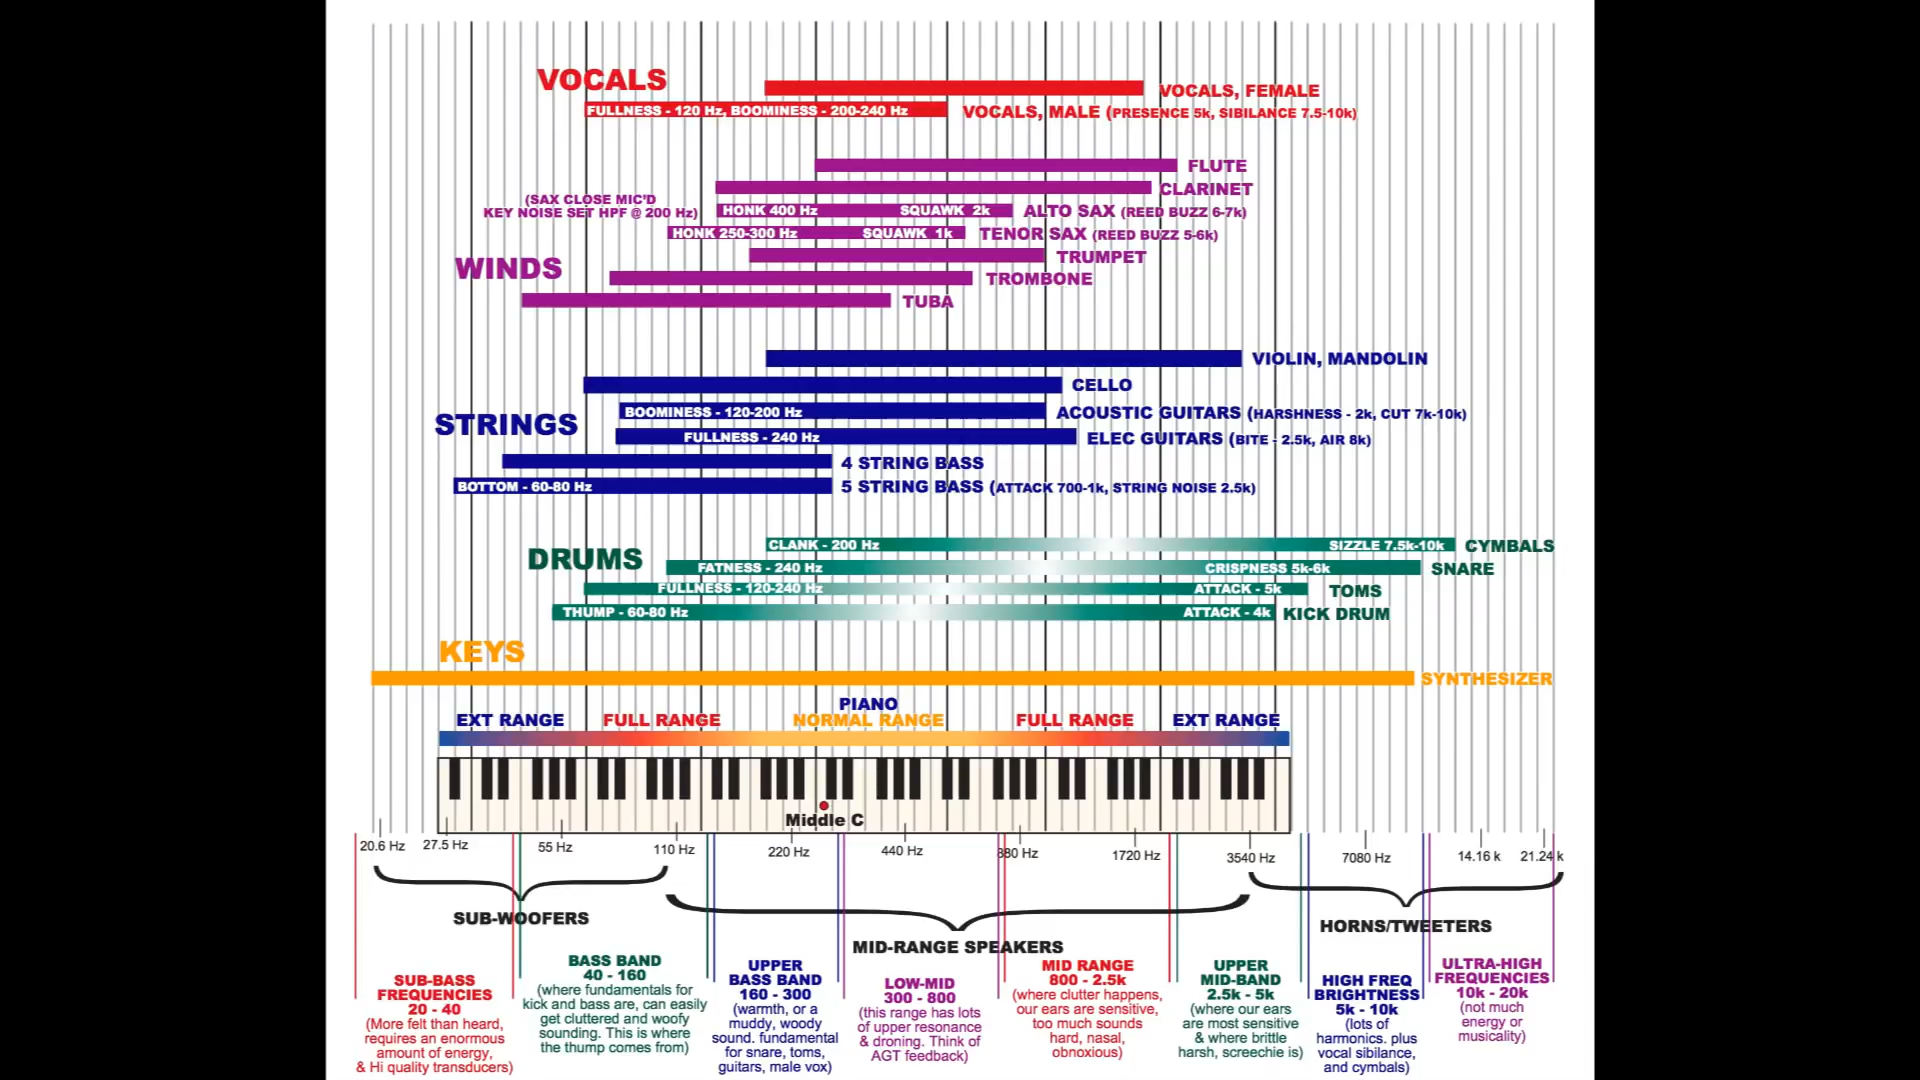 VOCALS
VOCALS, FEMALE
FULLNESS - 120 Hz, BOOMINESS - 200-240 Hz
VOCALS, MALE (PRESENCE 5k, SIBILANCE 7.5-10k)
FLUTE
CLARINET
(SAX CLOSE MIC'D
KEY NOISE SET HPF @ 200 Hz)
HONK 400 Hz SQUAWK 2k
ALTO SAX (REED BUZZ 6-7k)
HONK 250-300 Hz SQUAWK 1k
TENOR SAX (REED BUZZ 5-6k)
TRUMPET
WINDS
TROMBONE
TUBA
VIOLIN, MANDOLIN
CELLO
STRINGS
BOOMINESS - 120-200 Hz
ACOUSTIC GUITARS (HARSHNESS - 2k, CUT 7k-10k)
FULLNESS - 240 Hz
ELEC GUITARS (BITE - 2.5k, AIR 8k)
4 STRING BASS
BOTTOM - 60-80 Hz
5 STRING BASS (ATTACK 700-1k, STRING NOISE 2.5k)
DRUMS
CLANK - 200 Hz SIZZLE 7.5k-10k
CYMBALS
FATNESS - 240 Hz CRISPNESS 5k-6k
SNARE
FULLNESS - 120-240 Hz ATTACK - 5k
TOMS
THUMP - 60-80 Hz ATTACK - 4k
KICK DRUM
KEYS
SYNTHESIZER
PIANO
EXT RANGE FULL RANGE NORMAL RANGE FULL RANGE EXT RANGE
Middle C
20.6 Hz 27.5 Hz 55 Hz 110 Hz 220 Hz 440 Hz 880 Hz 1720 Hz 3540 Hz 7080 Hz 14.16 k 21.24 k
SUB-WOOFERS
MID-RANGE SPEAKERS
HORNS/TWEETERS
SUB-BASS
FREQUENCIES
20 - 40
(More felt than heard,
requires an enormous
amount of energy,
& Hi quality transducers)
BASS BAND
40 - 160
(where fundamentals for
kick and bass are, can easily
get cluttered and woofy
sounding. This is where
the thump comes from)
UPPER
BASS BAND
160 - 300
(warmth, or a
muddy, woody
sound. fundamental
for snare, toms,
guitars, male vox)
LOW-MID
300 - 800
(this range has lots
of upper resonance
& droning. Think of
AGT feedback)
MID RANGE
800 - 2.5k
(where clutter happens,
our ears are sensitive,
too much sounds
hard, nasal,
obnoxious)
UPPER
MID-BAND
2.5k - 5k
(where our ears
are most sensitive
& where brittle
harsh, screechie is)
HIGH FREQ
BRIGHTNESS
5k - 10k
(lots of
harmonics. plus
vocal sibilance,
and cymbals)
ULTRA-HIGH
FREQUENCIES
10k - 20k
(not much
energy or
musicality)